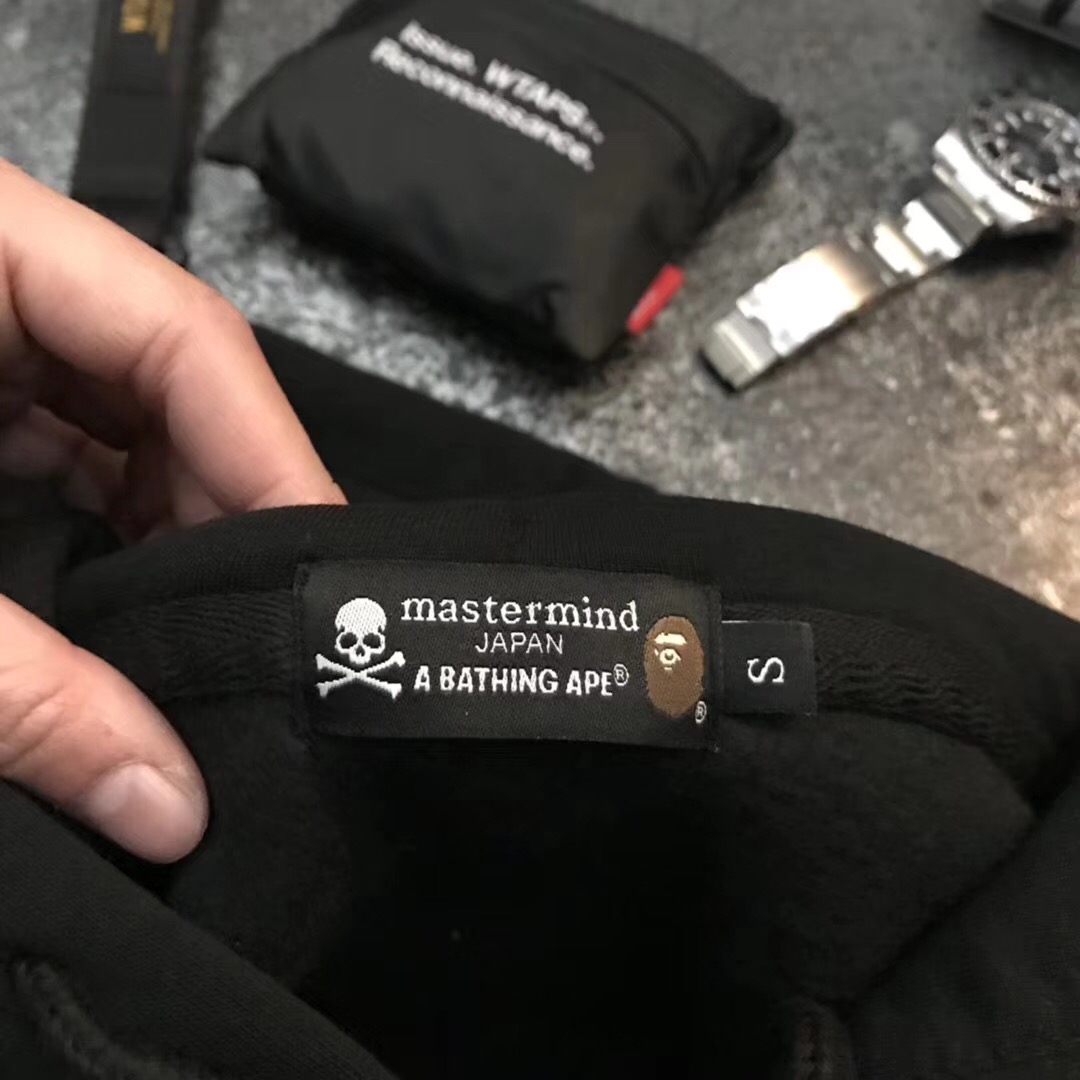 Issue. WTAPS..
Reconnaissance.
mastermind
JAPAN
A BATHING APE®
®
S